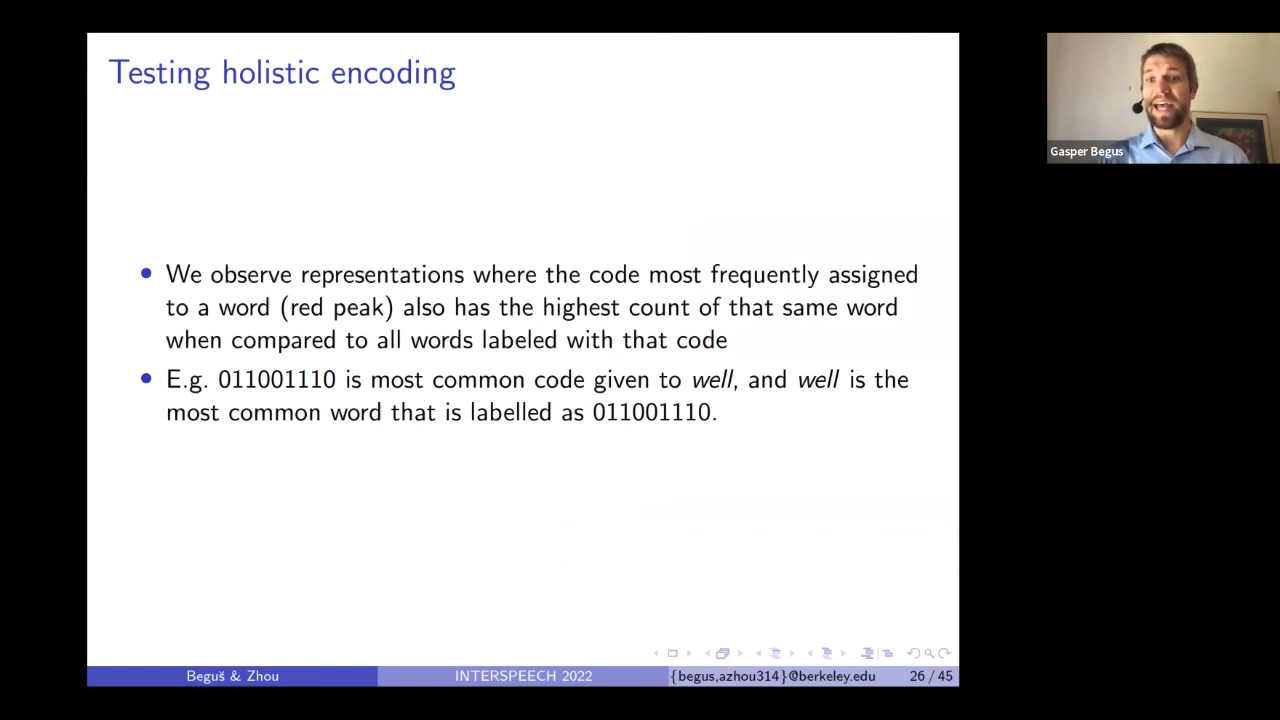 Testing holistic encoding
Gasper Begus
• We observe representations where the code most frequently assigned
to a word (red peak) also has the highest count of that same word
when compared to all words labeled with that code
• E.g. 011001110 is most common code given to well, and well is the
most common word that is labelled as 011001110.
Beguš & Zhou
INTERSPEECH 2022
{begus,azhou314}@berkeley.edu
26 / 45